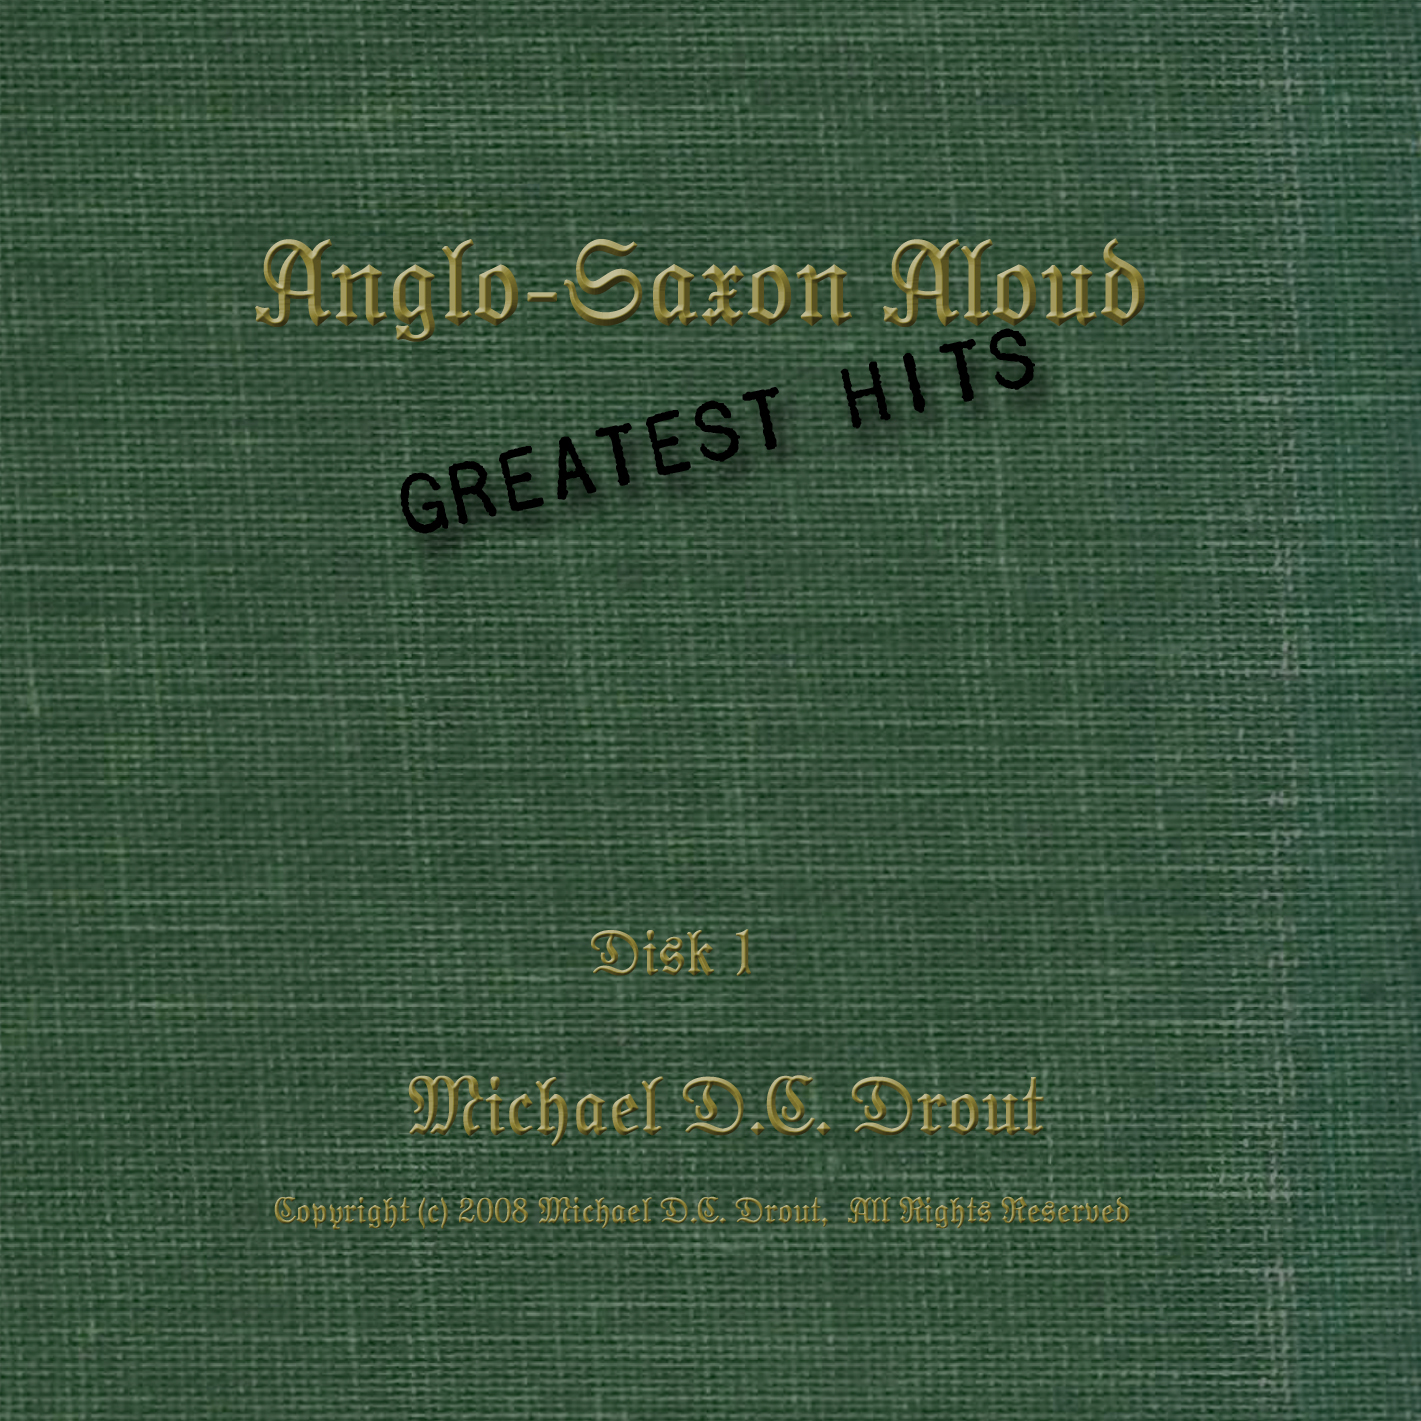 Anglo-Saxon Aloud
GREATEST HITS
Disk 1
Michael D.C. Drout
Copyright (c) 2008 Michael D.C. Drout, All Rights Reserved